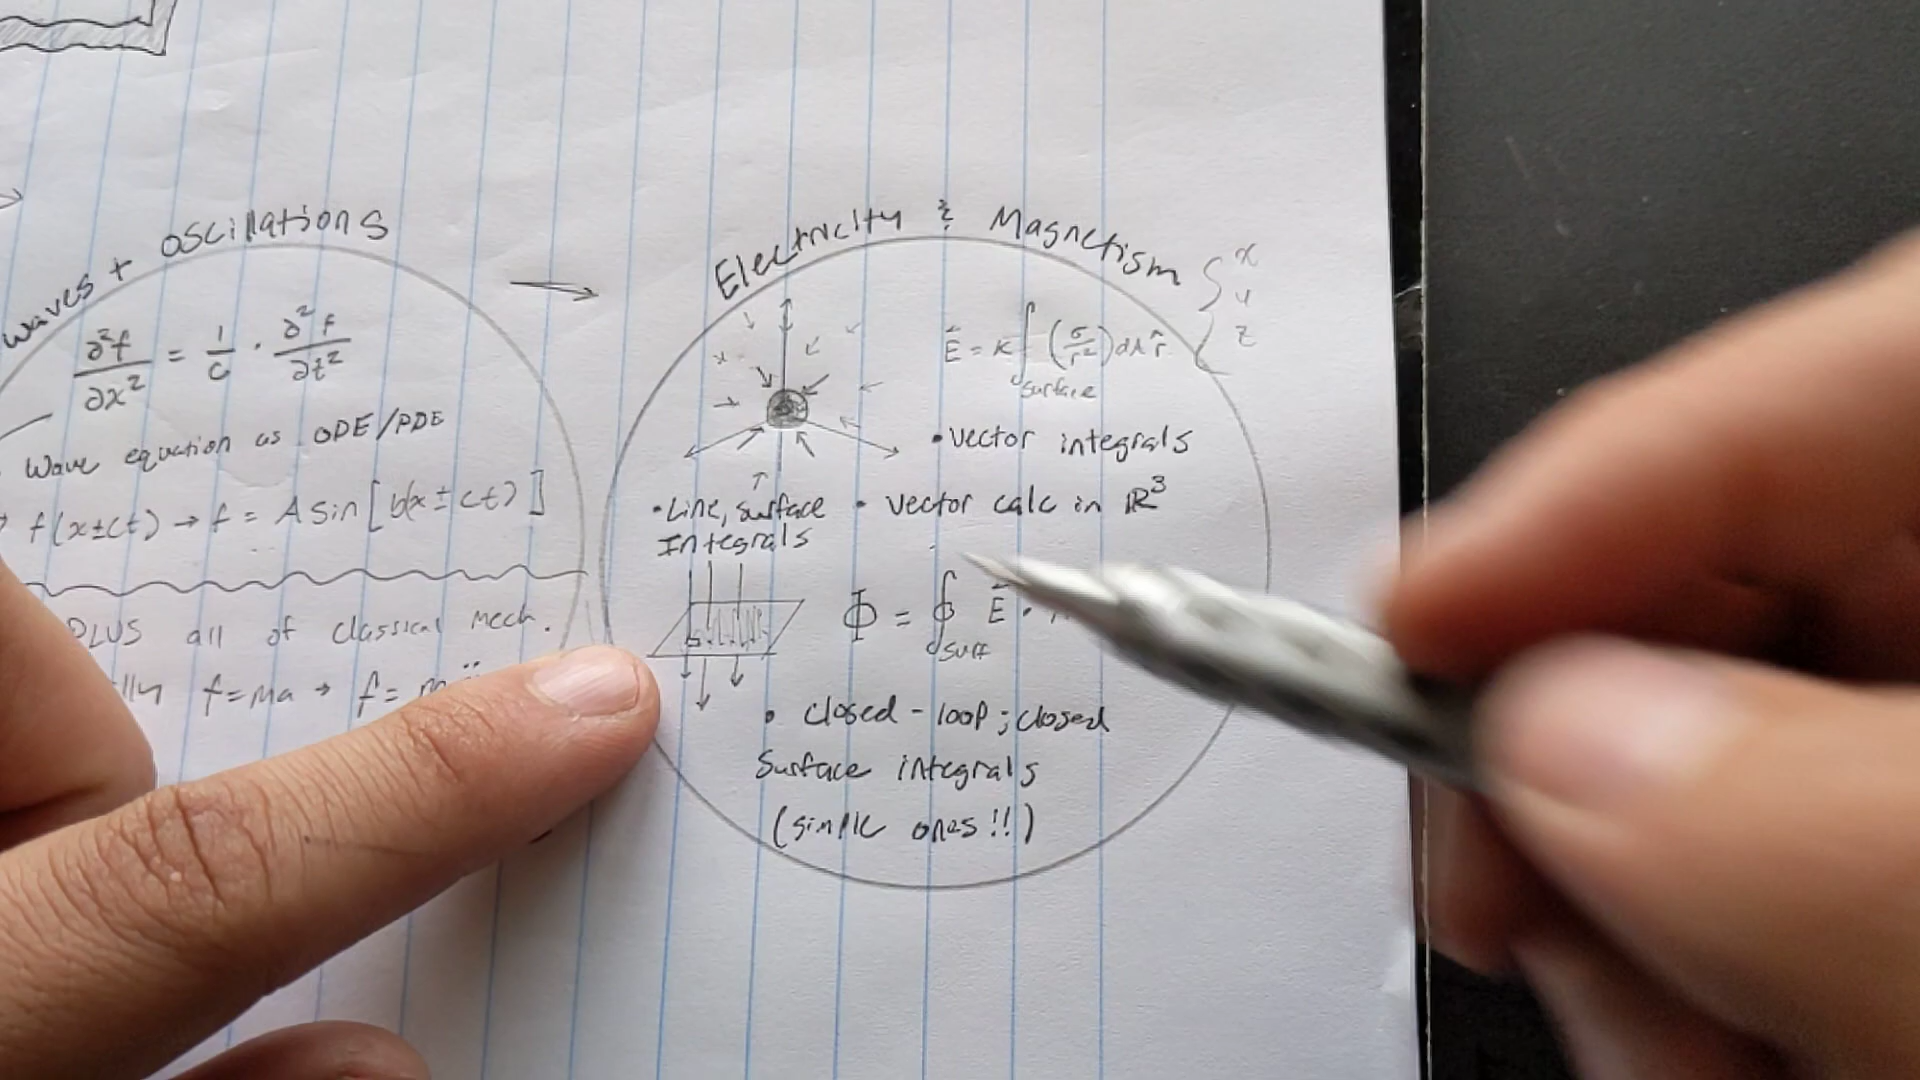 waves + oscillations
∂²f/∂x² = 1/c · ∂²f/∂t²
Wave equation as ODE/PDE
f(x±ct) → f = A sin[b(x±ct)]
PLUS all of classical mech.
f=ma → f=
Electricity & Magnetism
x
y
z
E⃗ = K∫surface (σ/r²)dA r̂
• vector integrals
• Line, surface
Integrals
• vector calc in ℝ³
Φ = ∮surf E⃗ ·
• closed-loop; closed
surface integrals
(simple ones!!)